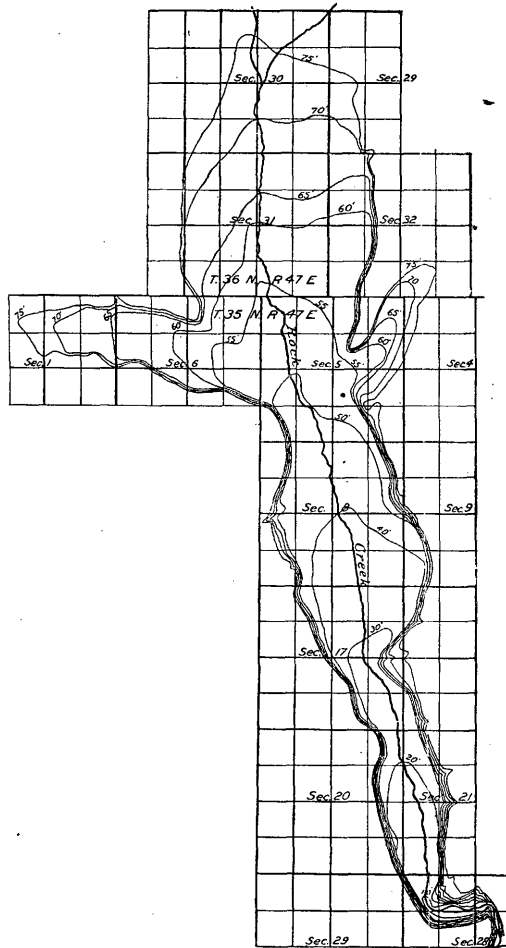 75'
Sec. 30
Sec. 29
70'
65'
60'
Sec. 31
Sec. 32
T. 36 N. R 47 E
75'
70
T. 35 N. R 47 E
55
65'
60'
75'
70'
65'
60'
55
Rock
Sec. 1
Sec. 6
Sec. 5
55
Sec. 4
50'
Sec. 8
Sec. 9
40'
Creek
30'
Sec. 17
20'
Sec. 20
Sec. 21
Sec. 29
Sec. 28